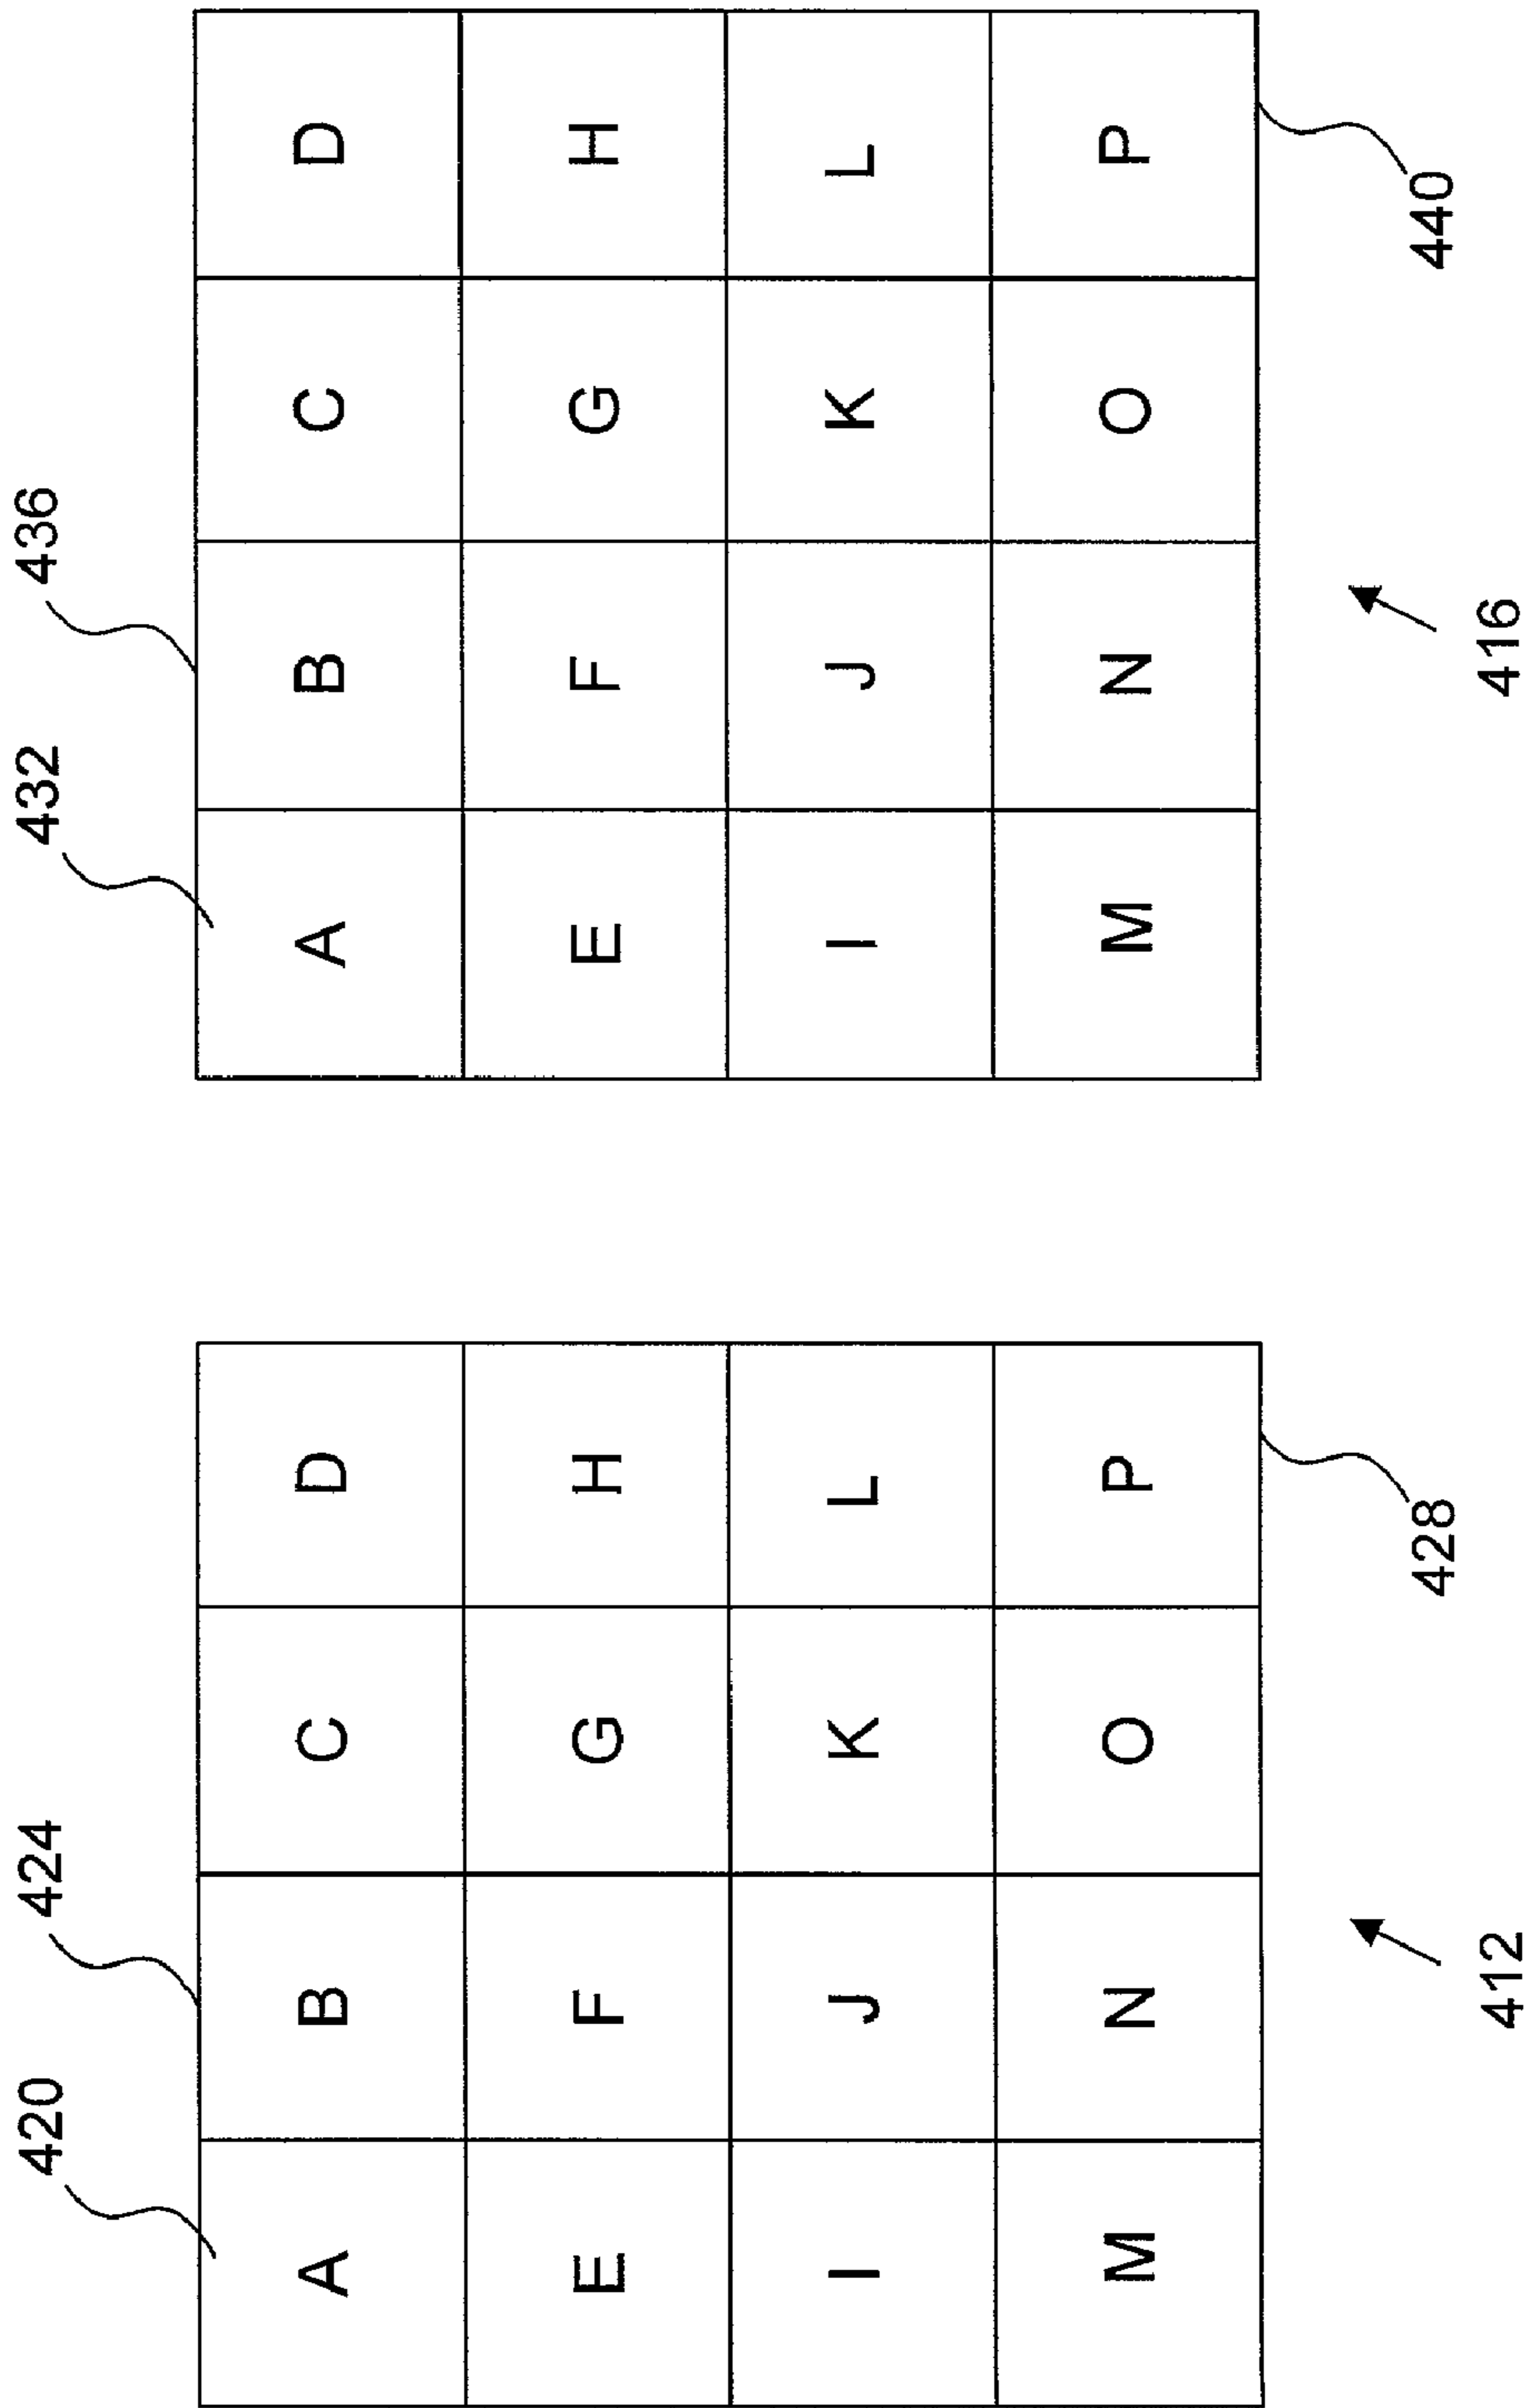 420 424 432 436
A B C D A B C D
E F G H E F G H
I J K L I J K L
M N O P M N O P
428 440
412 416